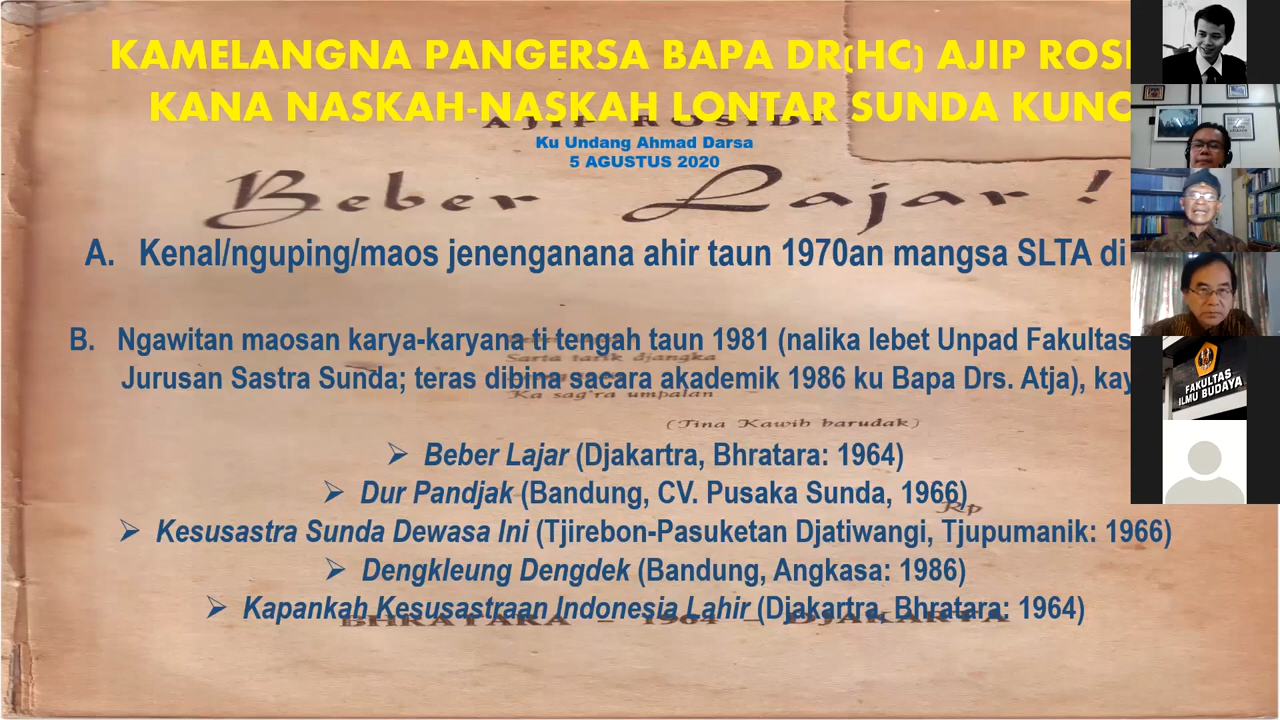 KAMELANGNA PANGERSA BAPA DR(HC) AJIP
KANA NASKAH-NASKAH LONTAR SUNDA
AJIP ROSIDI
Ku Undang Ahmad Darsa
5 AGUSTUS 2020
Beber Lajar !
A. Kenal/nguping/maos jenenganana ahir taun 1970an mangsa SLTA di
B. Ngawitan maosan karya-karyana ti tengah taun 1981 (nalika lebet Unpad Fakultas
Sarta tarik djangka
Jurusan Sastra Sunda; teras dibina sacara akademik 1986 ku Bapa Drs. Atja),
Ka sag'ra umpalan
(Tina Kawih barudak)
➢ Beber Lajar (Djakartra, Bhratara: 1964)
➢ Dur Pandjak (Bandung, CV. Pusaka Sunda, 1966)
Rp
➢ Kesusastra Sunda Dewasa Ini (Tjirebon-Pasuketan Djatiwangi, Tjupumanik: 1966)
➢ Dengkleung Dengdek (Bandung, Angkasa: 1986)
➢ Kapankah Kesusastraan Indonesia Lahir (Djakartra, Bhratara: 1964)
BHRATARA – 1964 – DJAKARTA
FAKULTAS
ILMU BUDAYA